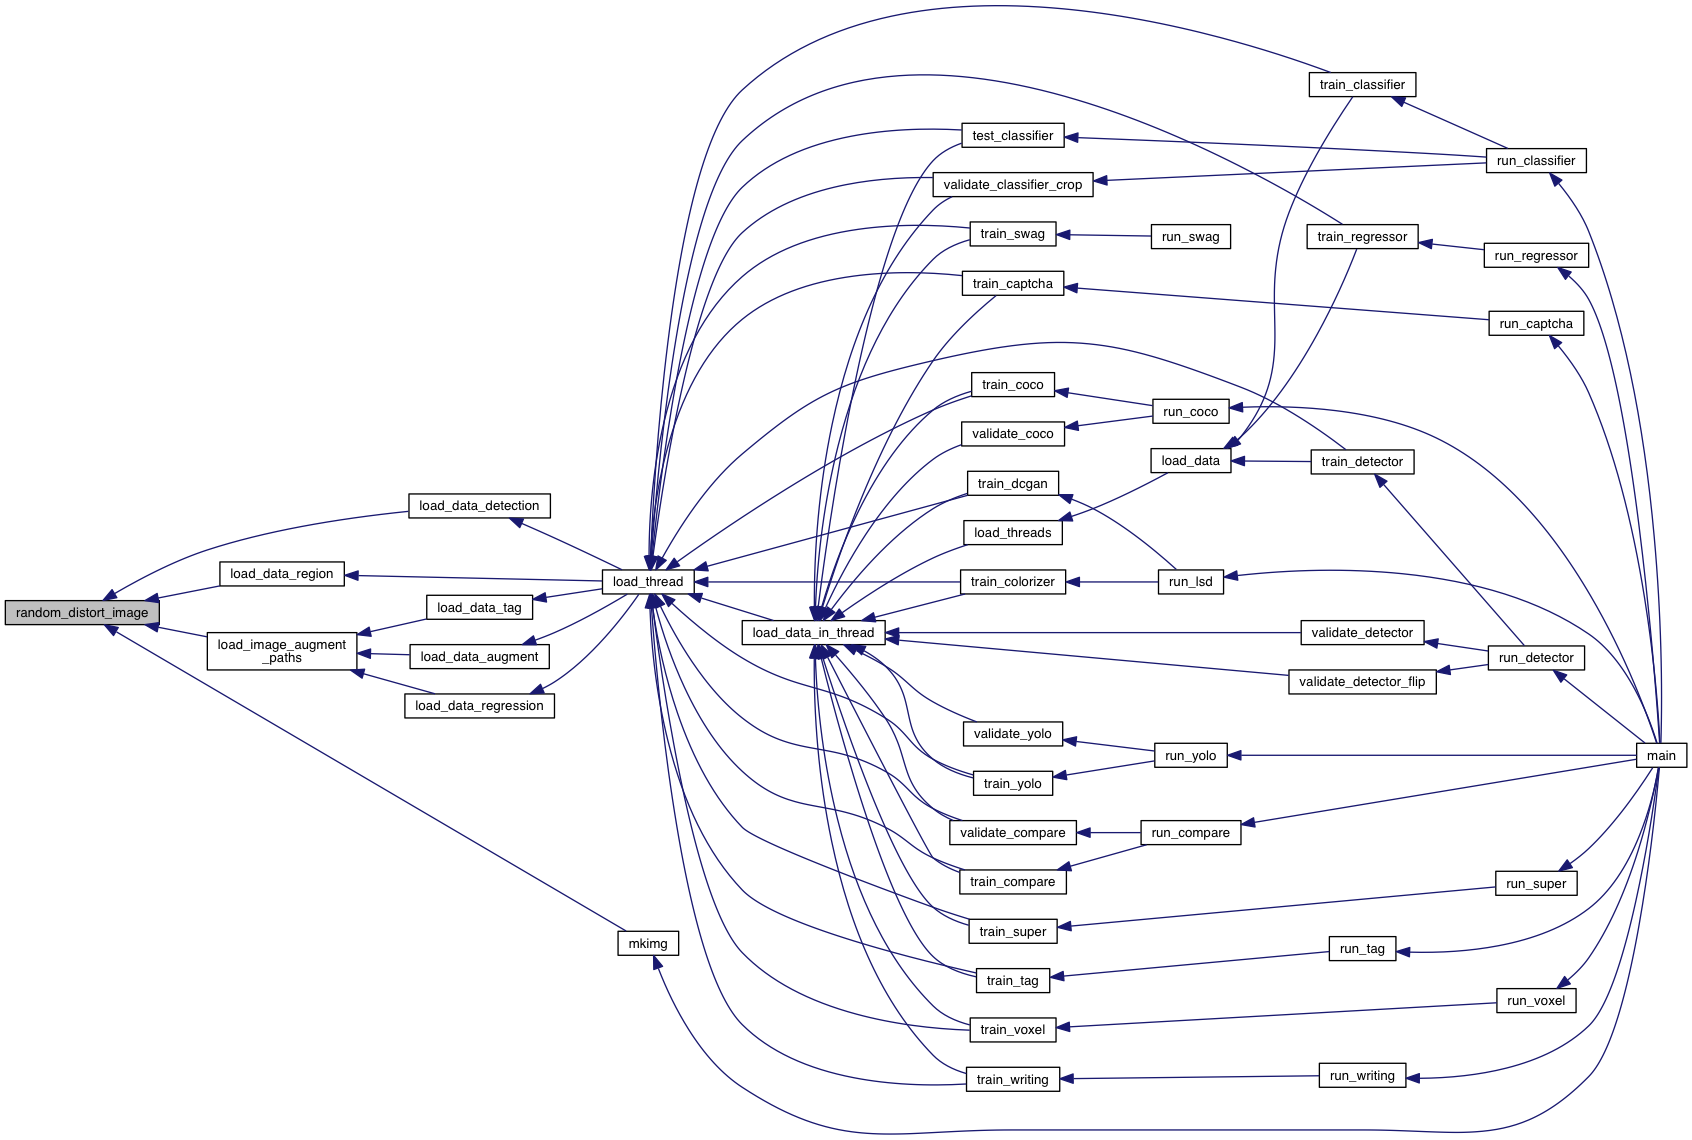 random_distort_image
load_data_detection
load_data_region
load_image_augment
_paths
load_data_tag
load_data_augment
load_data_regression
mkimg
load_thread
load_data_in_thread
test_classifier
validate_classifier_crop
train_swag
train_captcha
train_coco
validate_coco
train_dcgan
load_threads
train_colorizer
validate_yolo
train_yolo
validate_compare
train_compare
train_super
train_tag
train_voxel
train_writing
run_swag
run_coco
load_data
run_lsd
run_yolo
run_compare
train_classifier
train_regressor
train_detector
validate_detector
validate_detector_flip
run_tag
run_writing
run_classifier
run_regressor
run_captcha
run_detector
run_super
run_voxel
main